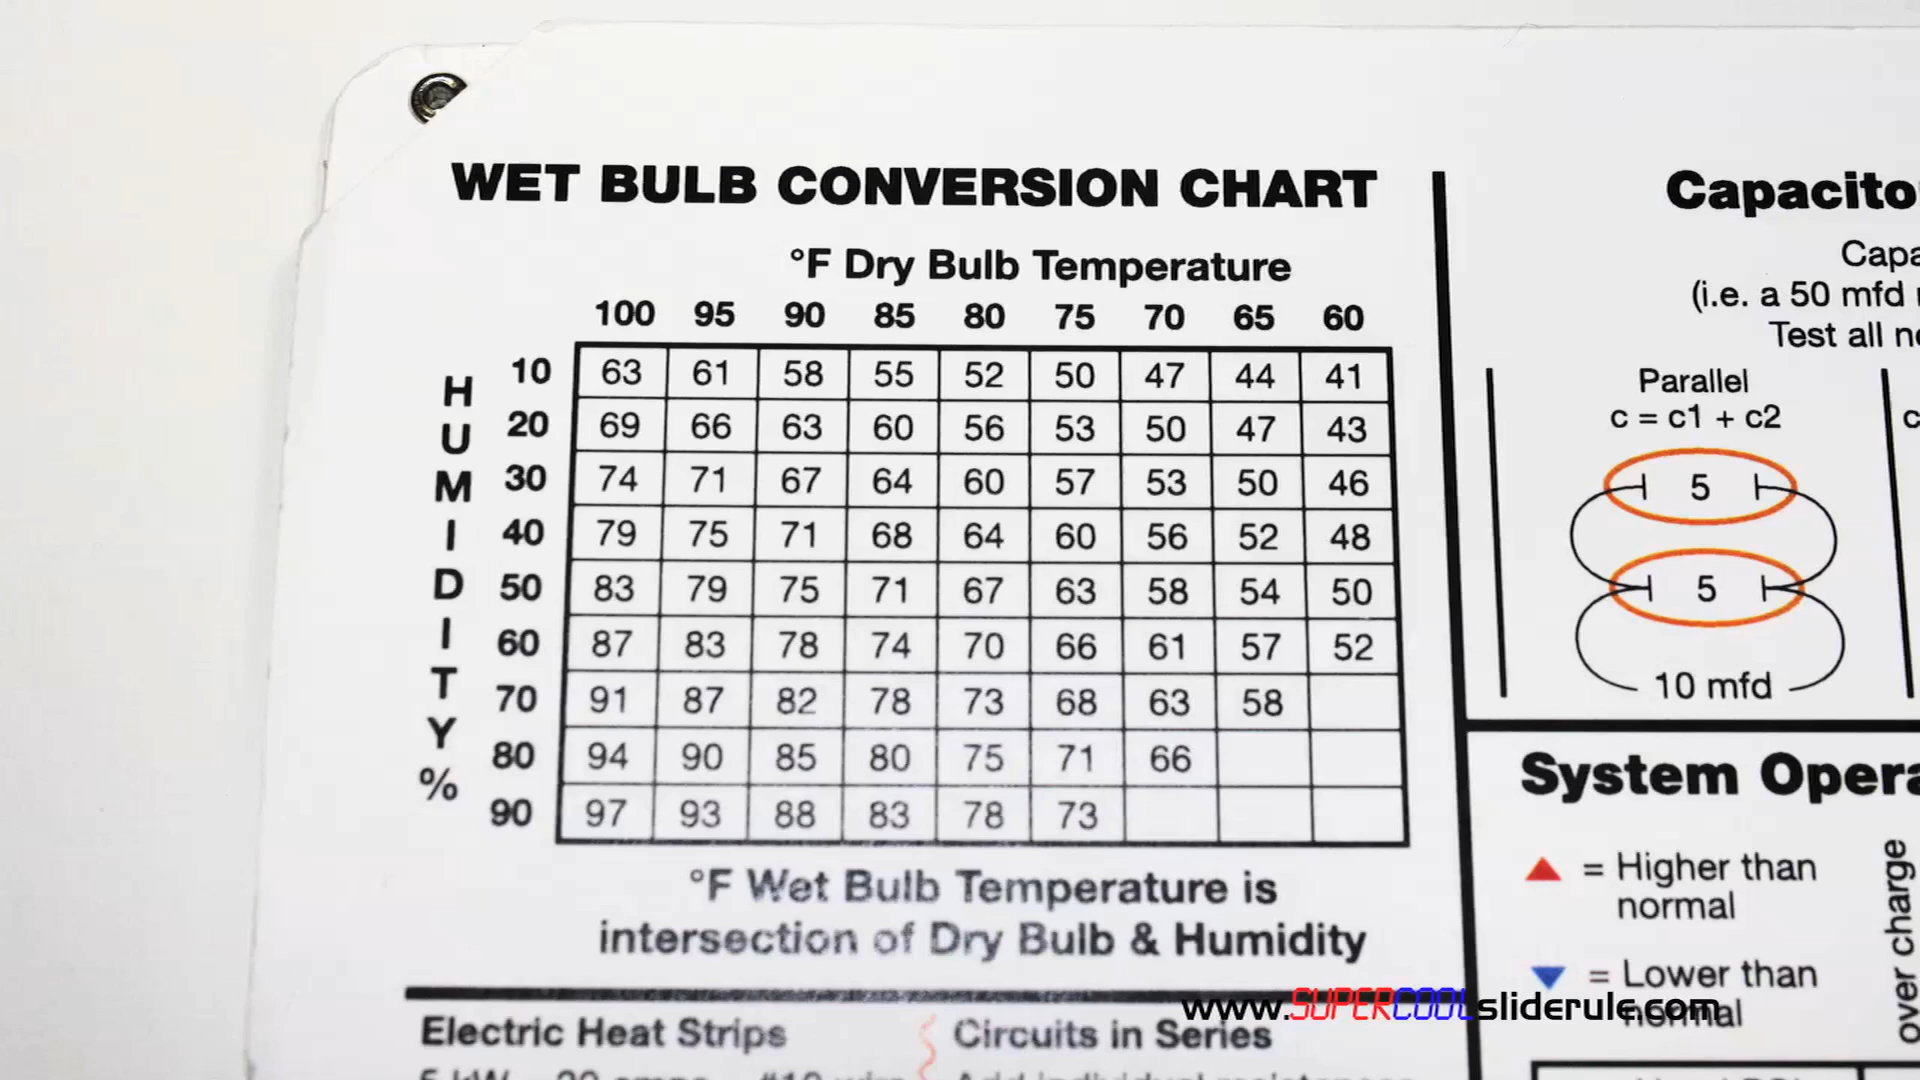 WET BULB CONVERSION CHART
°F Dry Bulb Temperature
100 95 90 85 80 75 70 65 60
HUMIDITY %
10 63 61 58 55 52 50 47 44 41
20 69 66 63 60 56 53 50 47 43
30 74 71 67 64 60 57 53 50 46
40 79 75 71 68 64 60 56 52 48
50 83 79 75 71 67 63 58 54 50
60 87 83 78 74 70 66 61 57 52
70 91 87 82 78 73 68 63 58
80 94 90 85 80 75 71 66
90 97 93 88 83 78 73
°F Wet Bulb Temperature is
intersection of Dry Bulb & Humidity
Electric Heat Strips
Circuits in Series
Capacito
Capa
(i.e. a 50 mfd
Test all
Parallel
c = c1 + c2
5
5
10 mfd
c
System Opera
= Higher than
normal
= Lower than
normal
over charge
www.SUPERCOOLsliderule.com